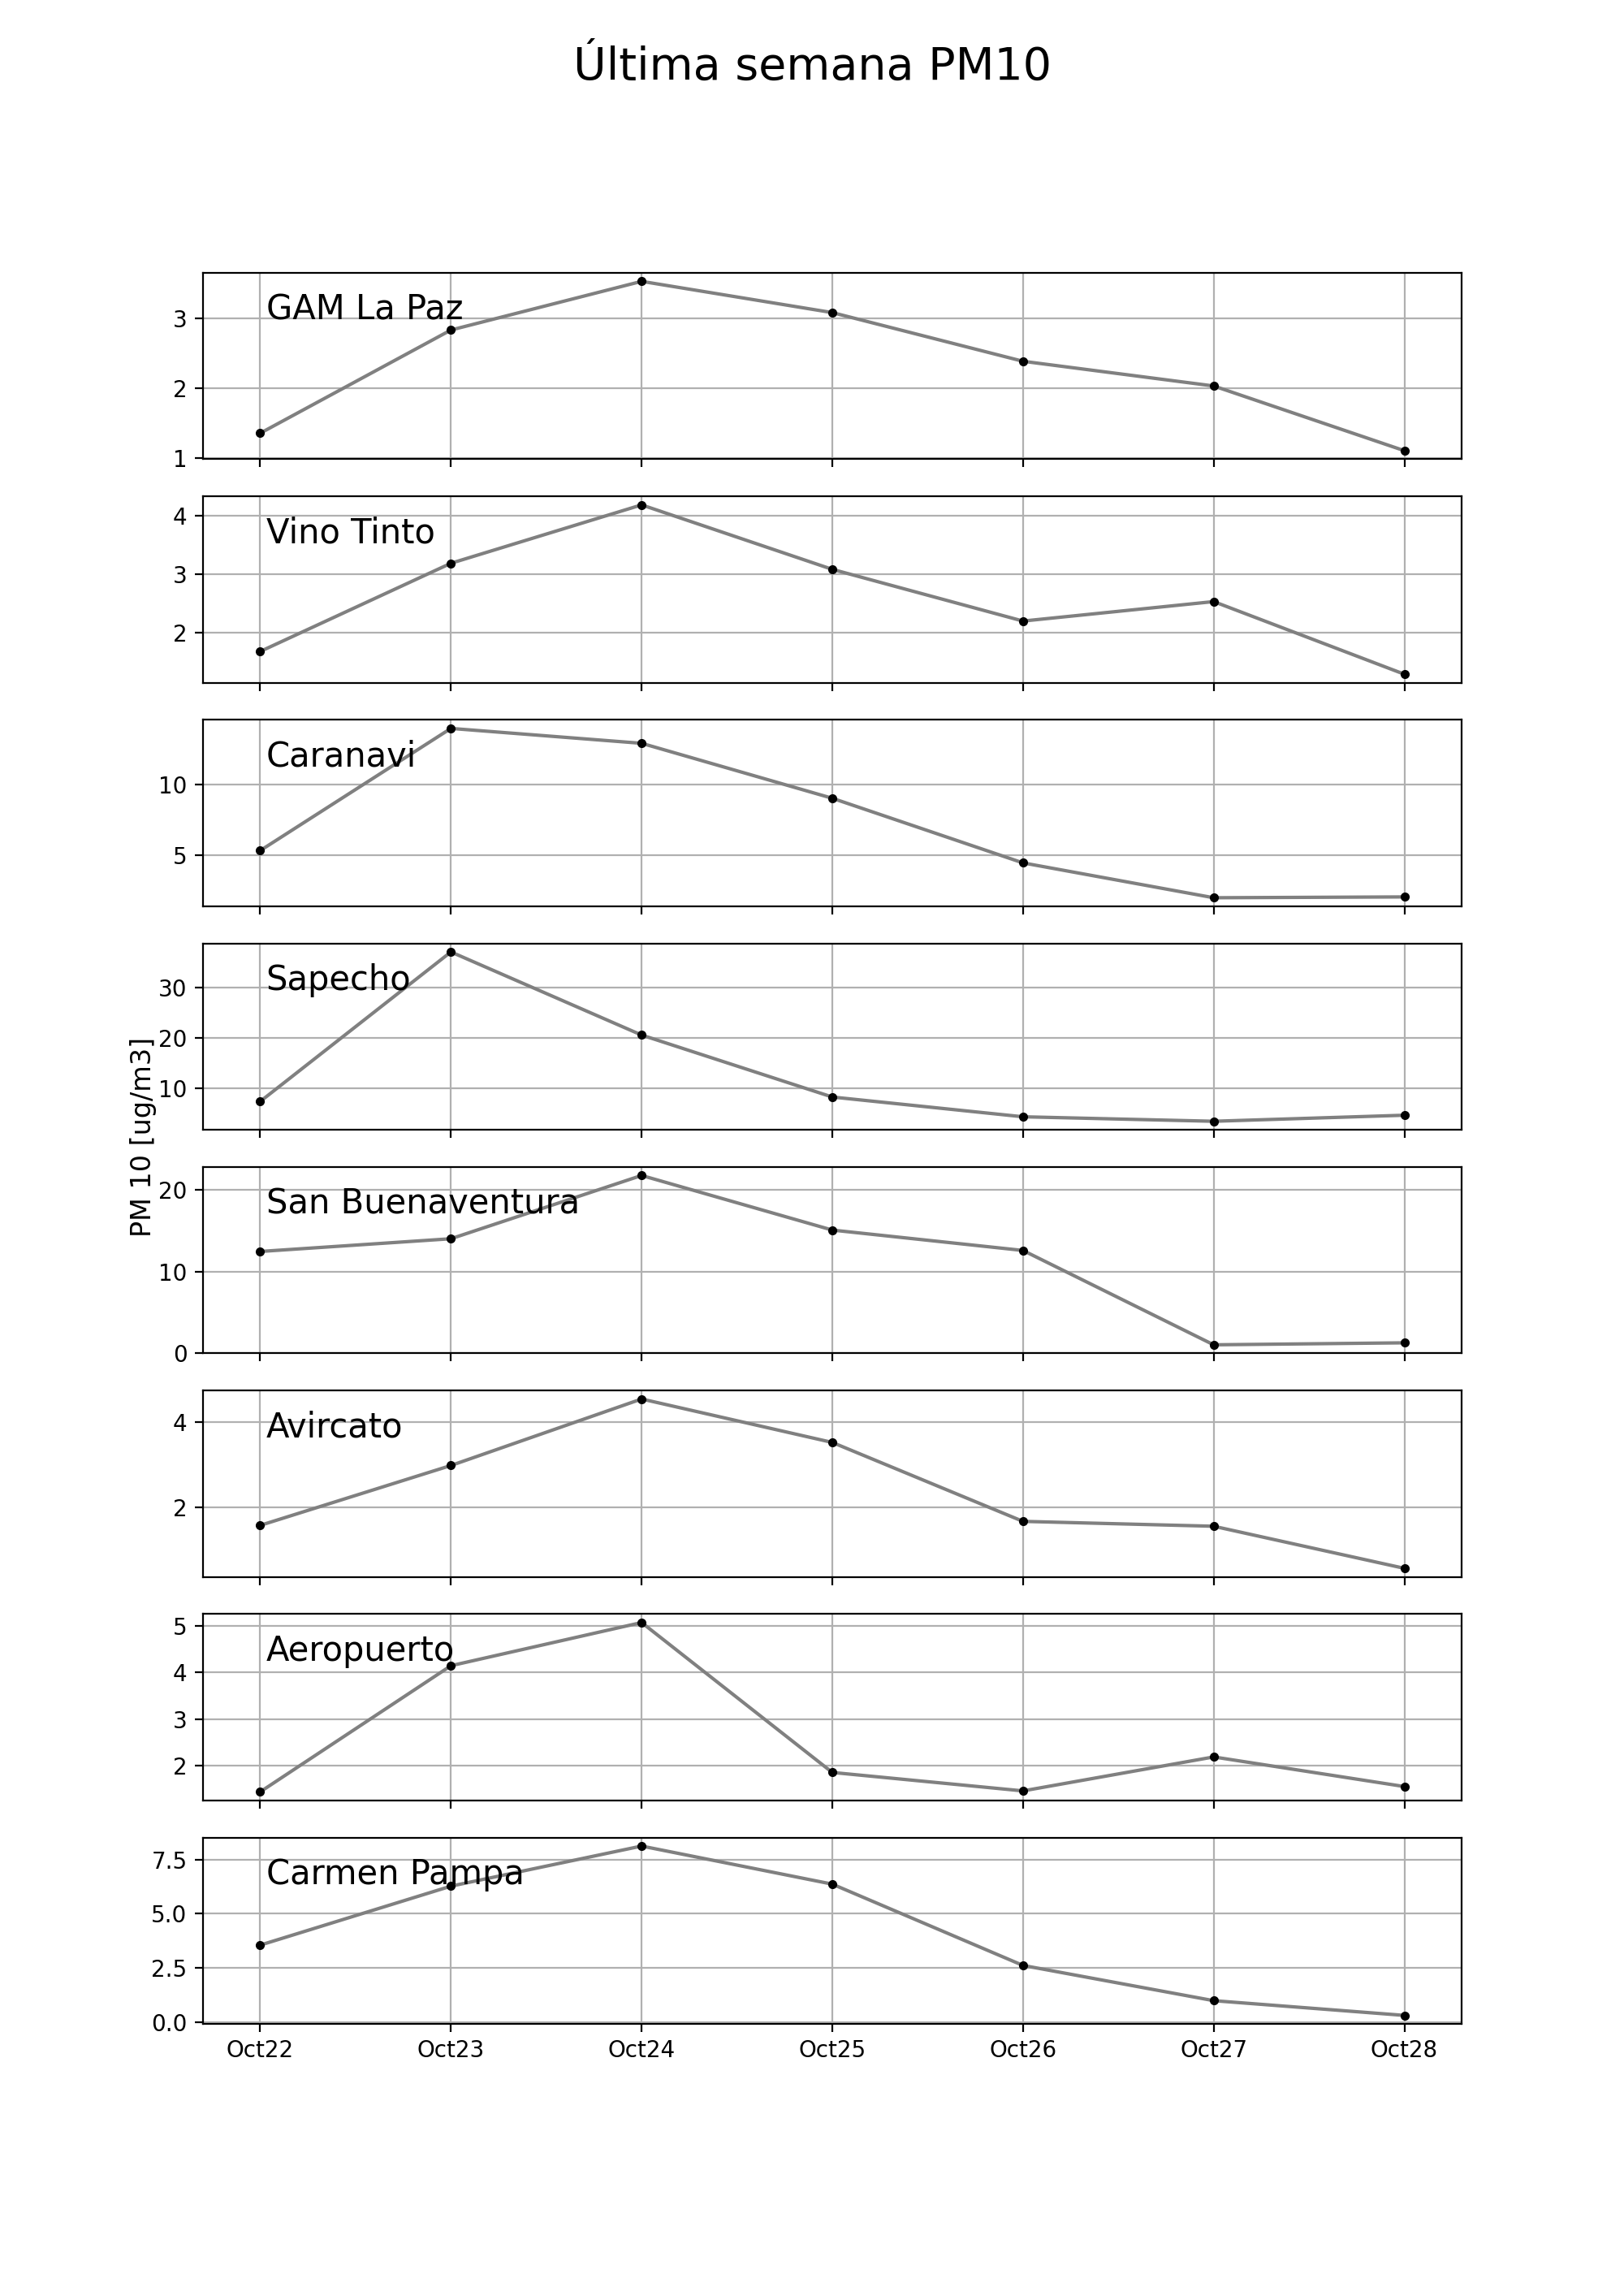 Última semana PM10
GAM La Paz
3
2
1
Vino Tinto
4
3
2
Caranavi
10
5
Sapecho
30
20
10
PM 10 [ug/m3]
San Buenaventura
20
10
0
Avircato
4
2
Aeropuerto
5
4
3
2
Carmen Pampa
7.5
5.0
2.5
0.0
Oct22 Oct23 Oct24 Oct25 Oct26 Oct27 Oct28